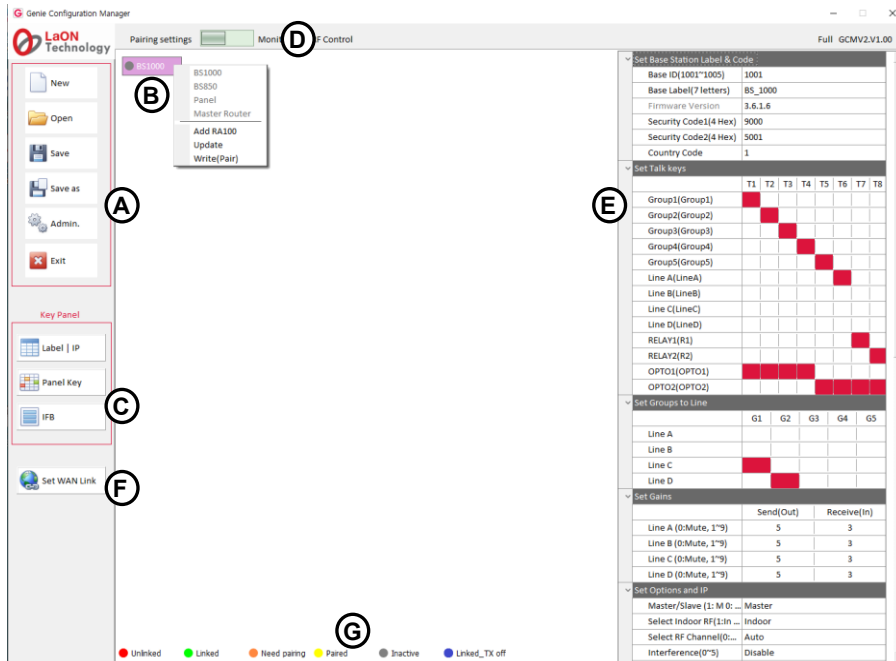 Genie Configuration Manager
LaON Technology
Pairing settings
Monit
D
F Control
Full GCMV2.V1.00
New
Open
Save
Save as
Admin.
Exit
A
Key Panel
Label | IP
Panel Key
IFB
C
Set WAN Link
F
BS1000
B
BS1000
BS850
Panel
Master Router
Add RA100
Update
Write(Pair)
E
Set Base Station Label & Code
Base ID(1001~1005) 1001
Base Label(7 letters) BS_1000
Firmware Version 3.6.1.6
Security Code1(4 Hex) 9000
Security Code2(4 Hex) 5001
Country Code 1
Set Talk keys
T1 T2 T3 T4 T5 T6 T7 T8
Group1(Group1)
Group2(Group2)
Group3(Group3)
Group4(Group4)
Group5(Group5)
Line A(LineA)
Line B(LineB)
Line C(LineC)
Line D(LineD)
RELAY1(R1)
RELAY2(R2)
OPTO1(OPTO1)
OPTO2(OPTO2)
Set Groups to Line
G1 G2 G3 G4 G5
Line A
Line B
Line C
Line D
Set Gains
Send(Out) Receive(In)
Line A (0:Mute, 1~9) 5 3
Line B (0:Mute, 1~9) 5 3
Line C (0:Mute, 1~9) 5 3
Line D (0:Mute, 1~9) 5 3
Set Options and IP
Master/Slave (1: M 0: ... Master
Select Indoor RF(1:In ... Indoor
Select RF Channel(0:... Auto
Interference(0~5) Disable
G
Unlinked Linked Need pairing Paired Inactive Linked_TX off